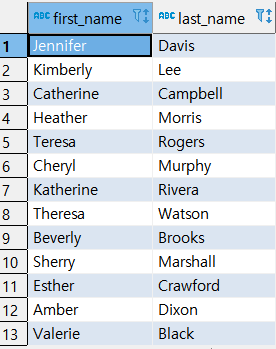 ABC first_name ABC last_name
1 Jennifer Davis
2 Kimberly Lee
3 Catherine Campbell
4 Heather Morris
5 Teresa Rogers
6 Cheryl Murphy
7 Katherine Rivera
8 Theresa Watson
9 Beverly Brooks
10 Sherry Marshall
11 Esther Crawford
12 Amber Dixon
13 Valerie Black